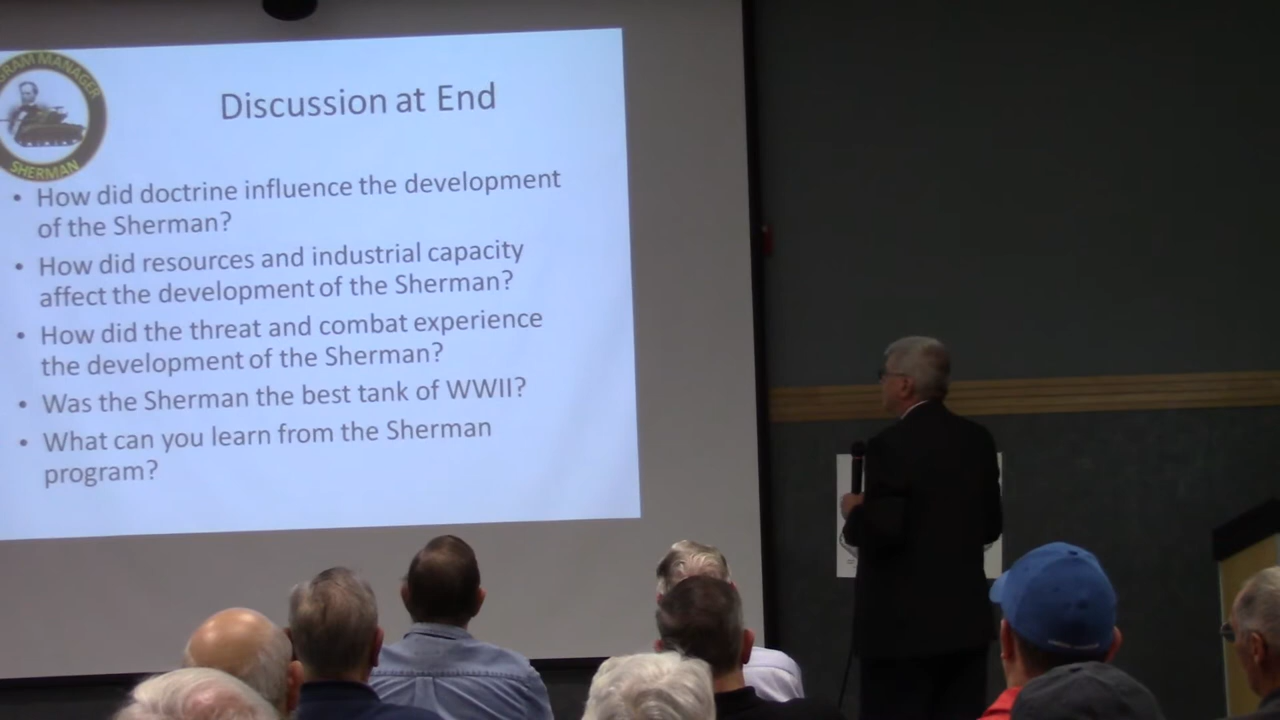 GRAM MANAGER
SHERMAN
Discussion at End
• How did doctrine influence the development
of the Sherman?
• How did resources and industrial capacity
affect the development of the Sherman?
• How did the threat and combat experience
the development of the Sherman?
• Was the Sherman the best tank of WWII?
• What can you learn from the Sherman
program?